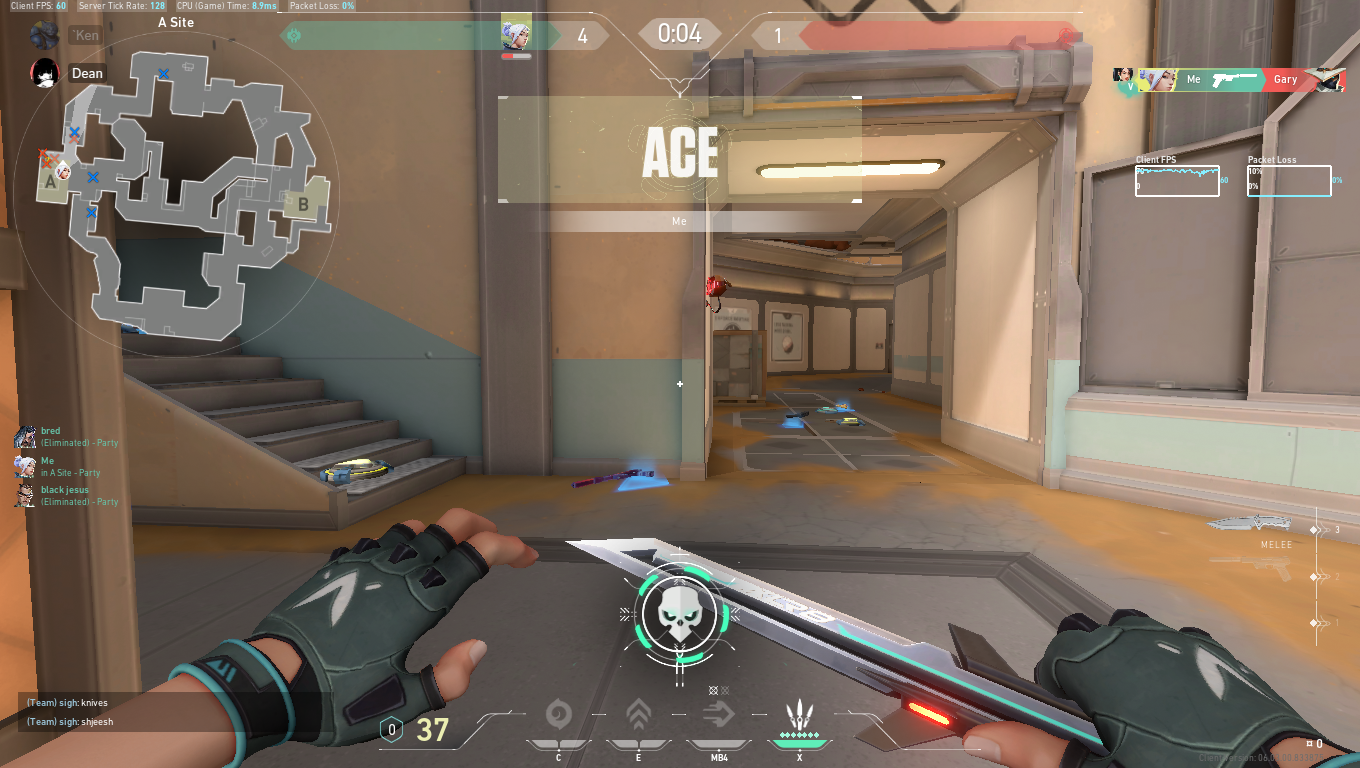 Client FPS: 60 Server Tick Rate: 128 CPU (Game) Time: 8.9ms Packet Loss: 0%
A Site
'Ken
Dean
4
0:04
1
Me Gary
V
ACE
Me
Client FPS
60
0
Packet Loss
10%
0%
0%
A
B
bred
(Eliminated) - Party
Me
in A Site - Party
black jesus
(Eliminated) - Party
3
MELEE
2
1
(Team) sigh: knives
(Team) sigh: shjeesh
0
37
C
E
MB4
X
¤ 0